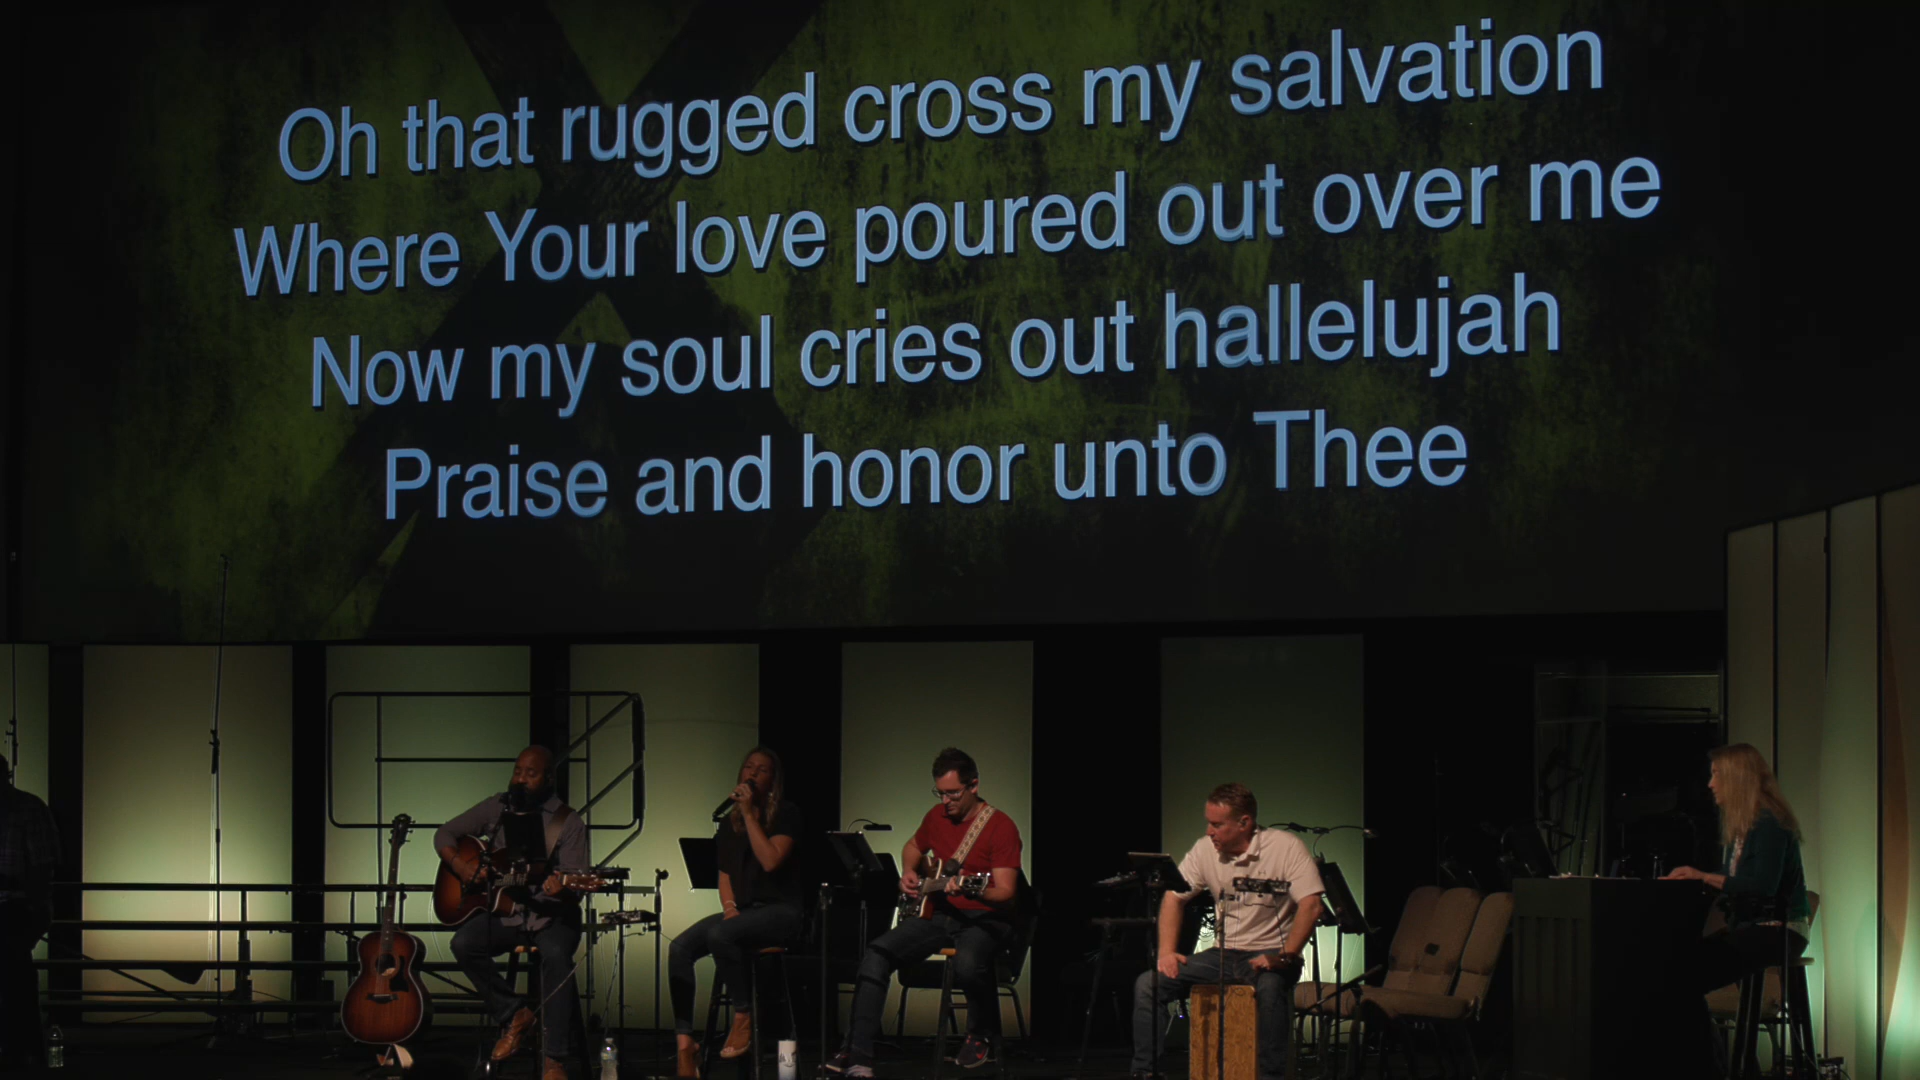 Oh that rugged cross my salvation
Where Your love poured out over me
Now my soul cries out hallelujah
Praise and honor unto Thee